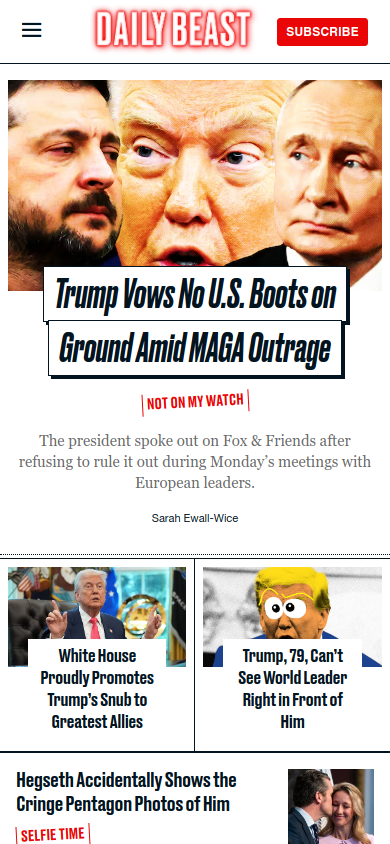 DAILY BEAST
SUBSCRIBE
Trump Vows No U.S. Boots on
Ground Amid MAGA Outrage
NOT ON MY WATCH
The president spoke out on Fox & Friends after
refusing to rule it out during Monday’s meetings with
European leaders.
Sarah Ewall-Wice
White House
Proudly Promotes
Trump’s Snub to
Greatest Allies
Trump, 79, Can’t
See World Leader
Right in Front of
Him
Hegseth Accidentally Shows the
Cringe Pentagon Photos of Him
SELFIE TIME